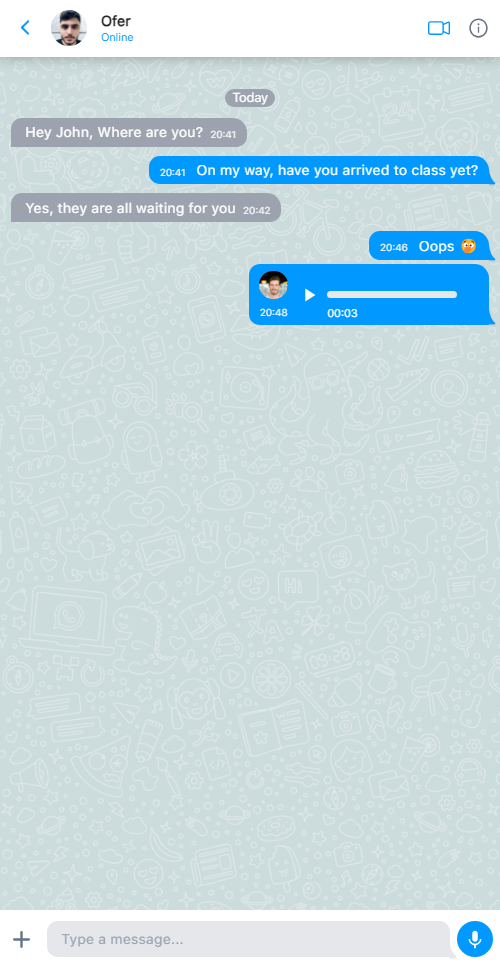 Ofer
Online
Today
Hey John, Where are you? 20:41
20:41 On my way, have you arrived to class yet?
Yes, they are all waiting for you 20:42
20:46 Oops 😳
20:48 00:03
Type a message...